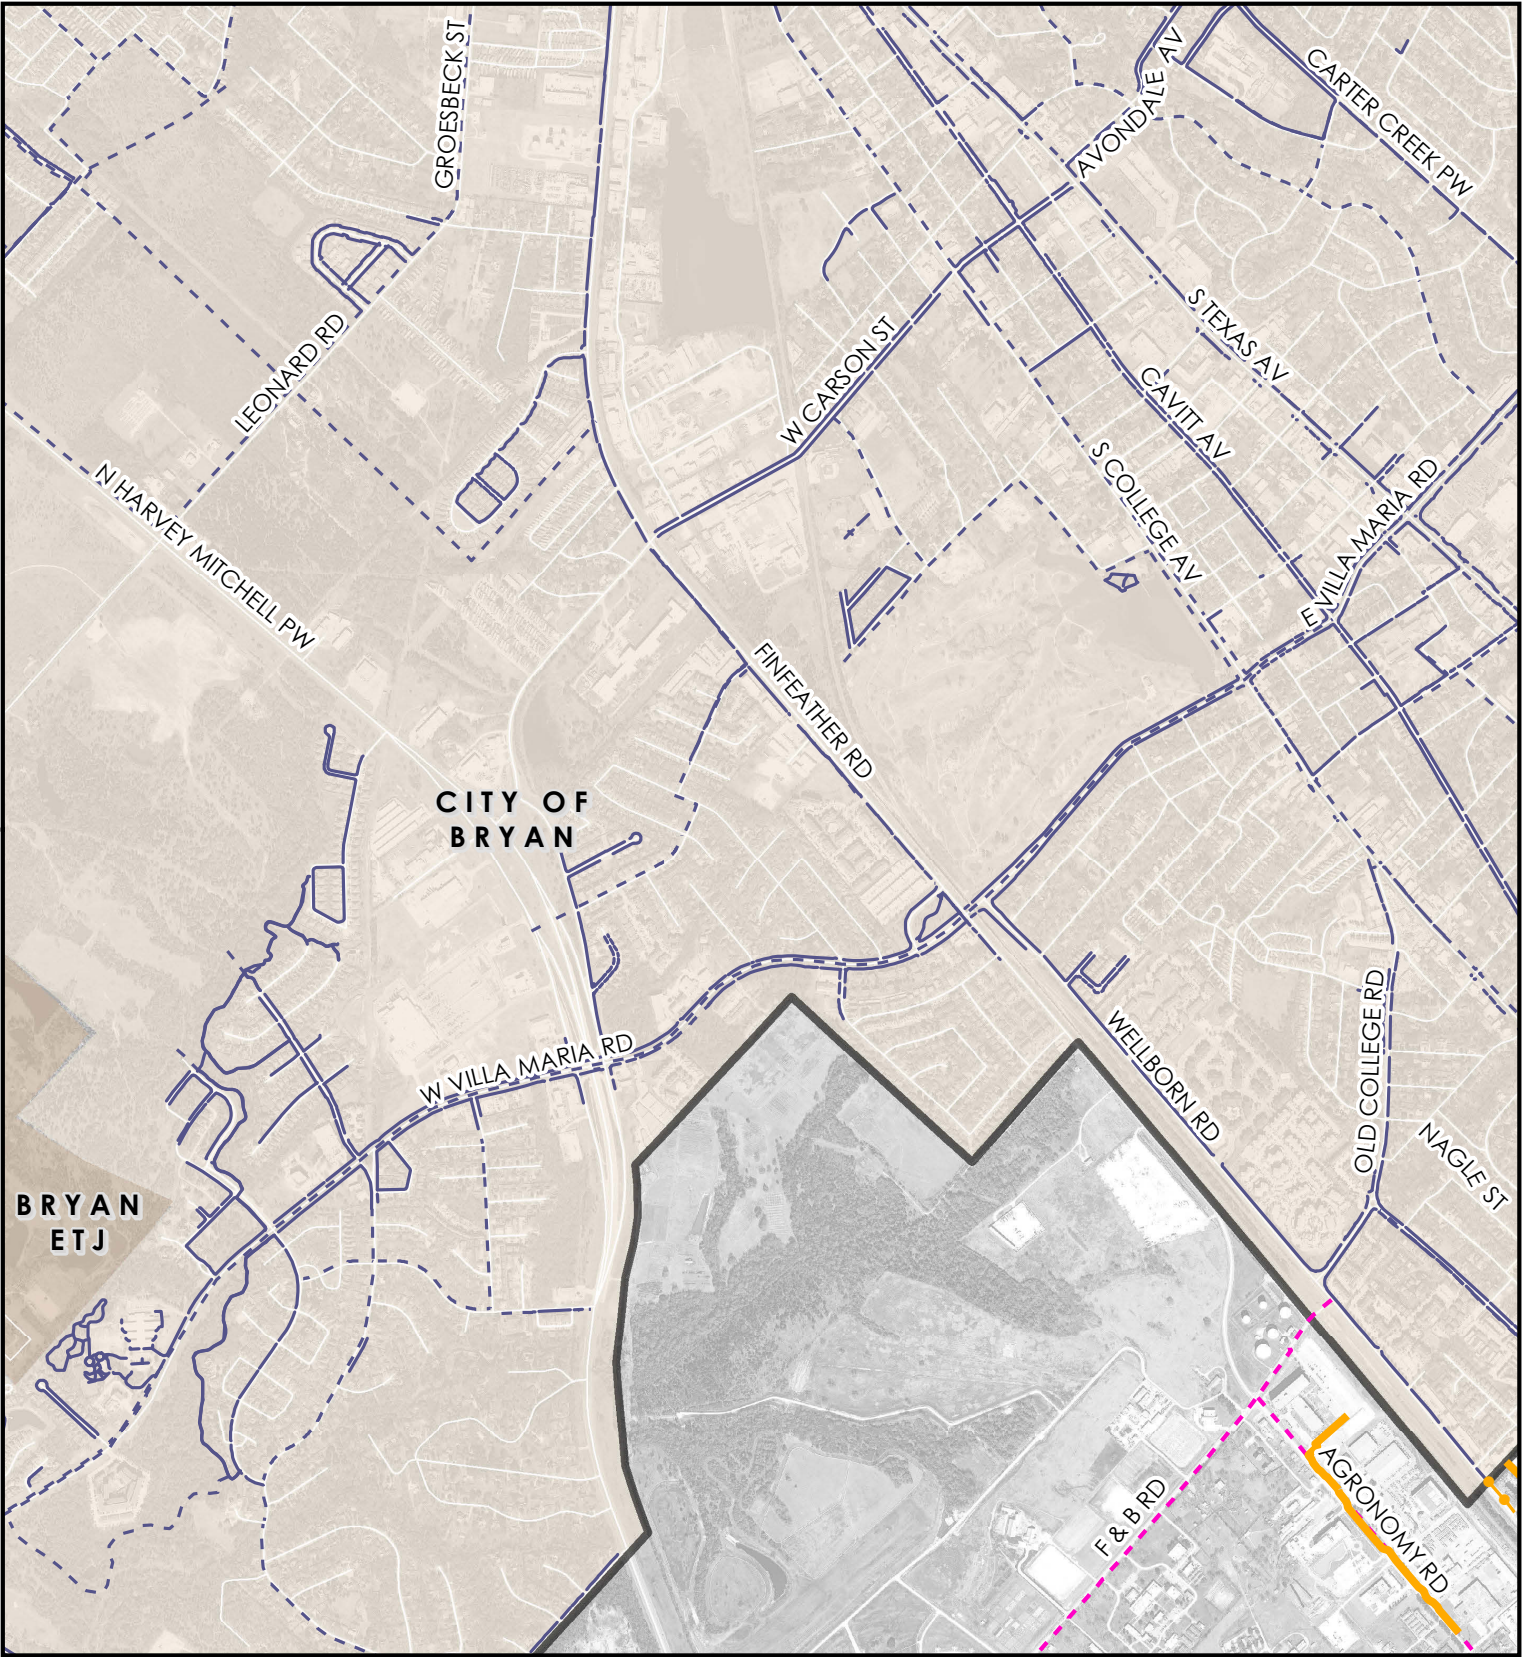 GROESBECK ST
AVONDALE AV
CARTER CREEK PW
LEONARD RD
W CARSON ST
S TEXAS AV
CAVITT AV
N HARVEY MITCHELL PW
S COLLEGE AV
E VILLA MARIA RD
FINFEATHER RD
CITY OF
BRYAN
W VILLA MARIA RD
WELLBORN RD
OLD COLLEGE RD
NAGLE ST
BRYAN
ETJ
F & B RD
AGRONOMY RD